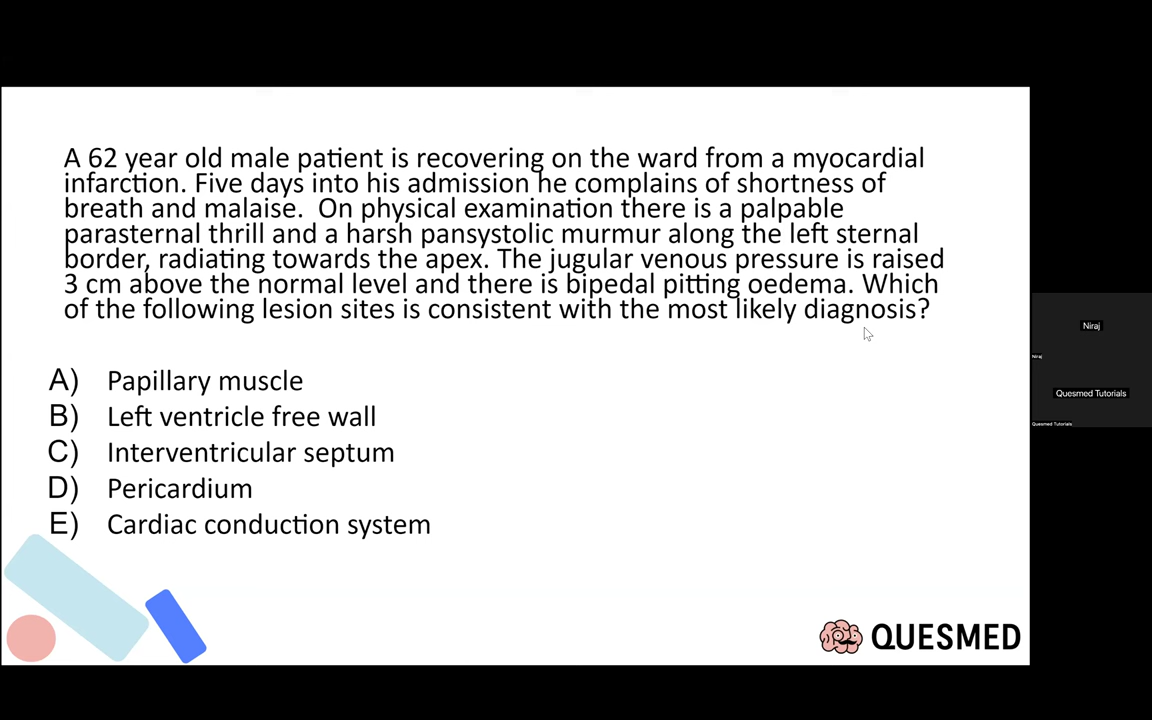 A 62 year old male patient is recovering on the ward from a myocardial
infarction. Five days into his admission he complains of shortness of
breath and malaise. On physical examination there is a palpable
parasternal thrill and a harsh pansystolic murmur along the left sternal
border, radiating towards the apex. The jugular venous pressure is raised
3 cm above the normal level and there is bipedal pitting oedema. Which
of the following lesion sites is consistent with the most likely diagnosis?
A) Papillary muscle
B) Left ventricle free wall
C) Interventricular septum
D) Pericardium
E) Cardiac conduction system
QUESMED
Niraj
Niraj
Quesmed Tutorials
Quesmed Tutorials